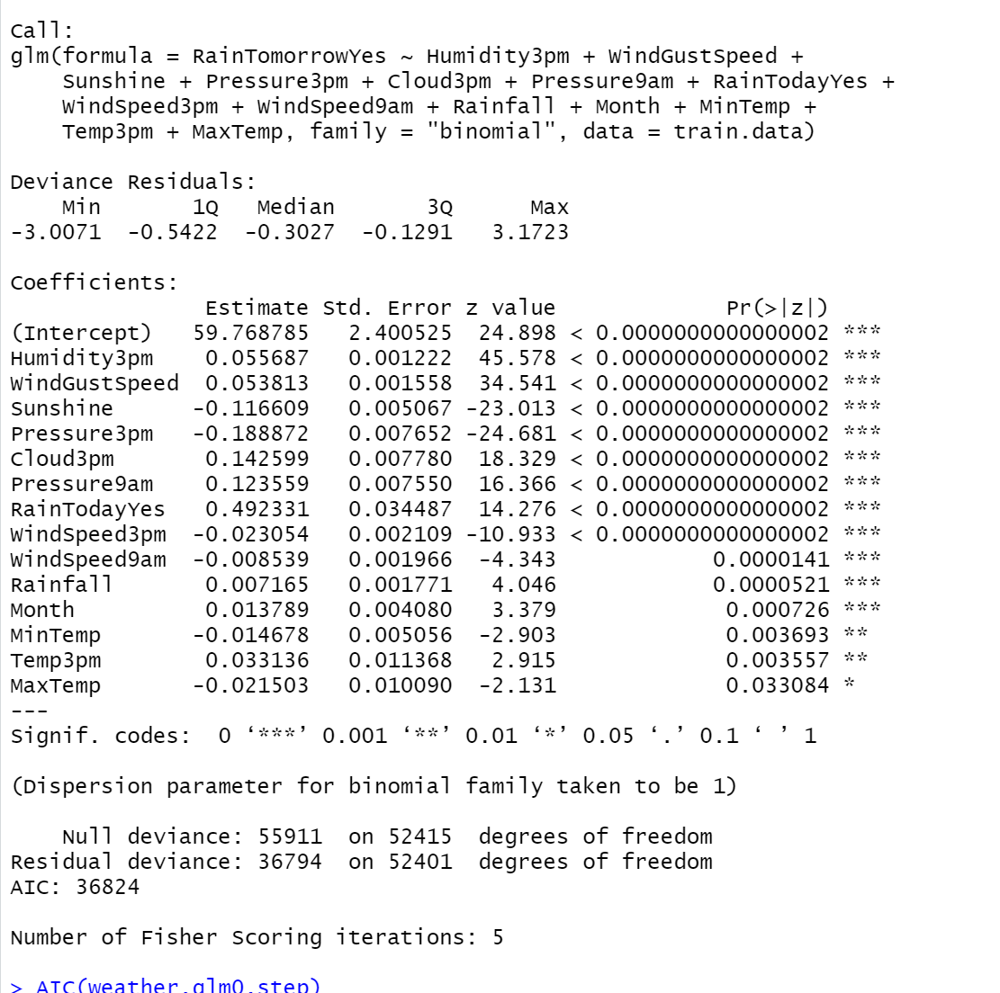 Call:
glm(formula = RainTomorrowYes ~ Humidity3pm + WindGustSpeed +
    Sunshine + Pressure3pm + Cloud3pm + Pressure9am + RainTodayYes +
    WindSpeed3pm + WindSpeed9am + Rainfall + Month + MinTemp +
    Temp3pm + MaxTemp, family = "binomial", data = train.data)
Deviance Residuals:
    Min       1Q   Median       3Q      Max
-3.0071  -0.5422  -0.3027  -0.1291   3.1723
Coefficients:
               Estimate Std. Error z value             Pr(>|z|)
(Intercept)   59.768785   2.400525  24.898 < 0.0000000000000002 ***
Humidity3pm    0.055687   0.001222  45.578 < 0.0000000000000002 ***
WindGustSpeed  0.053813   0.001558  34.541 < 0.0000000000000002 ***
Sunshine      -0.116609   0.005067 -23.013 < 0.0000000000000002 ***
Pressure3pm   -0.188872   0.007652 -24.681 < 0.0000000000000002 ***
Cloud3pm       0.142599   0.007780  18.329 < 0.0000000000000002 ***
Pressure9am    0.123559   0.007550  16.366 < 0.0000000000000002 ***
RainTodayYes   0.492331   0.034487  14.276 < 0.0000000000000002 ***
WindSpeed3pm  -0.023054   0.002109 -10.933 < 0.0000000000000002 ***
WindSpeed9am  -0.008539   0.001966  -4.343            0.0000141 ***
Rainfall       0.007165   0.001771   4.046            0.0000521 ***
Month          0.013789   0.004080   3.379             0.000726 ***
MinTemp       -0.014678   0.005056  -2.903             0.003693 **
Temp3pm        0.033136   0.011368   2.915             0.003557 **
MaxTemp       -0.021503   0.010090  -2.131             0.033084 *
---
Signif. codes:  0 ‘***’ 0.001 ‘**’ 0.01 ‘*’ 0.05 ‘.’ 0.1 ‘ ’ 1
(Dispersion parameter for binomial family taken to be 1)
    Null deviance: 55911  on 52415  degrees of freedom
Residual deviance: 36794  on 52401  degrees of freedom
AIC: 36824
Number of Fisher Scoring iterations: 5
> AIC(weather.glm0.step)